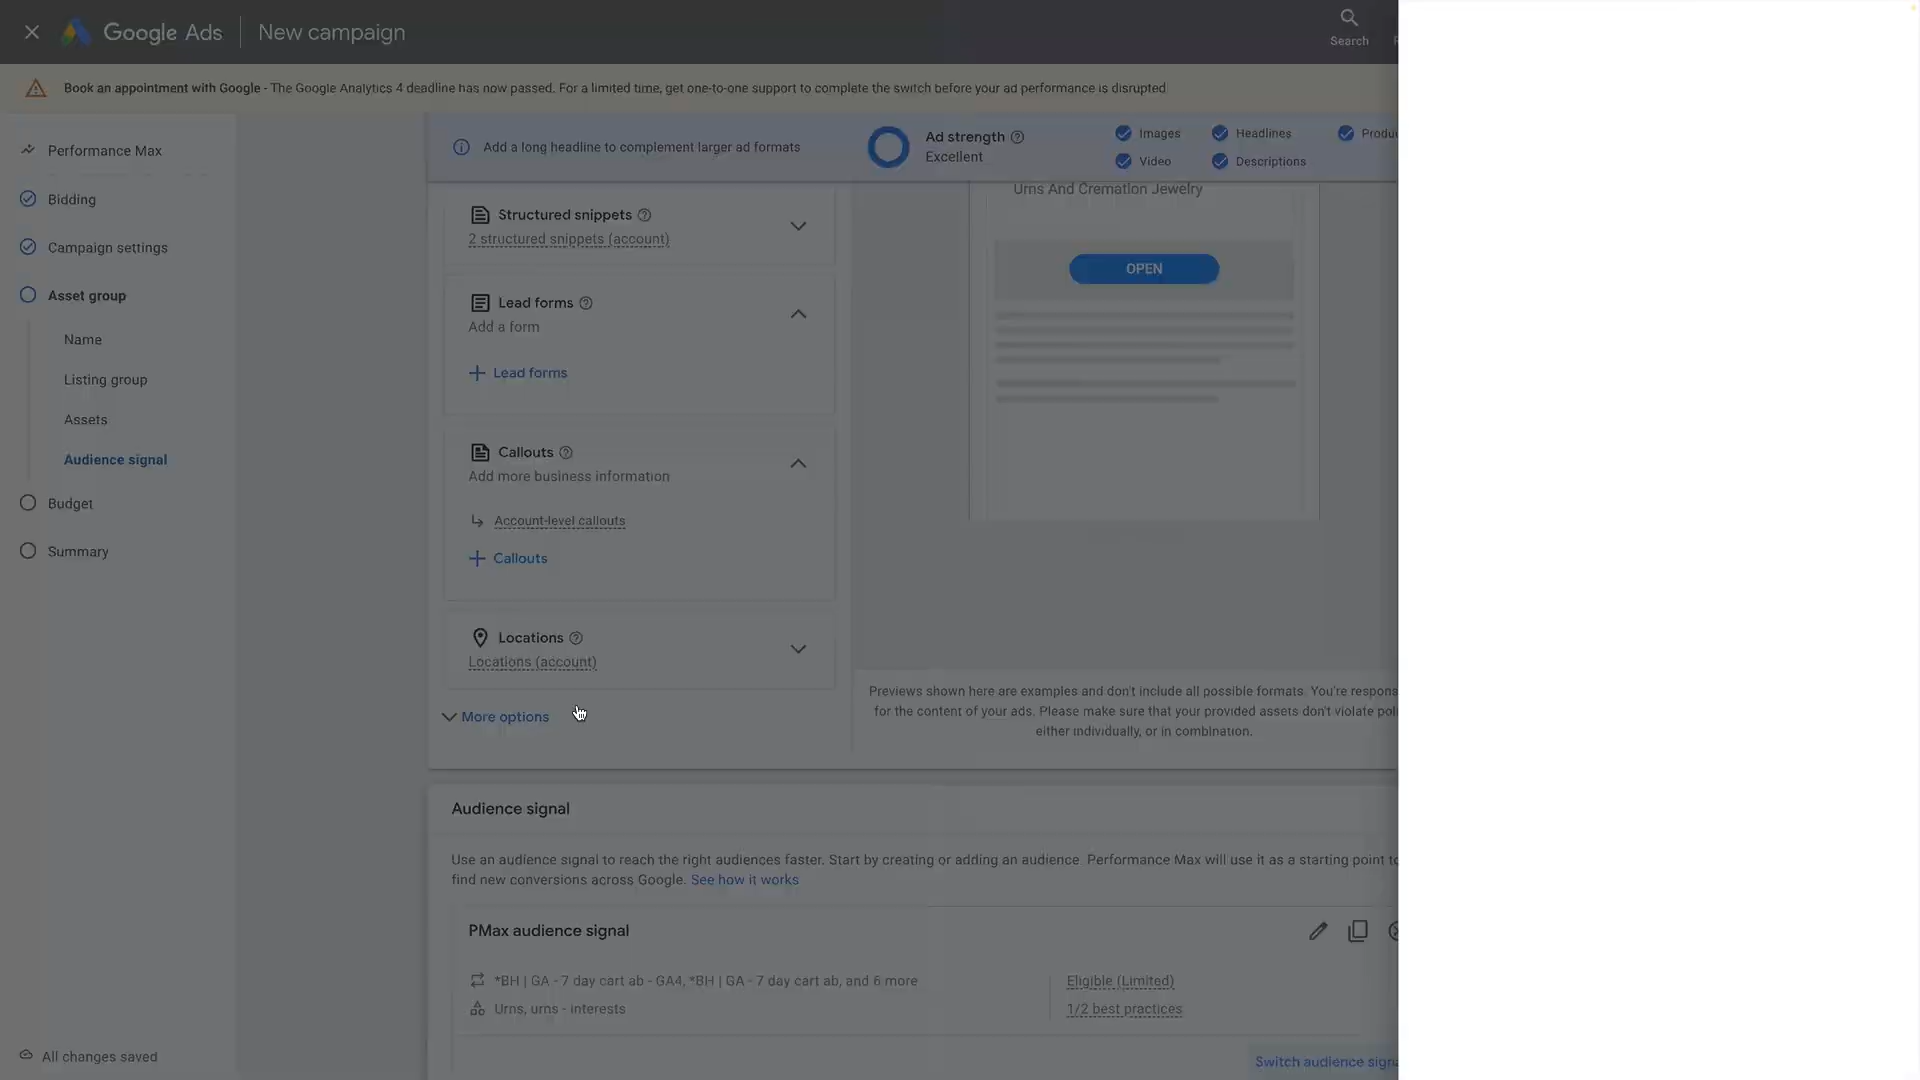 Google Ads
New campaign
Search
Book an appointment with Google - The Google Analytics 4 deadline has now passed. For a limited time, get one-to-one support to complete the switch before your ad performance is disrupted
Performance Max
Bidding
Campaign settings
Asset group
Name
Listing group
Assets
Audience signal
Budget
Summary
All changes saved
Add a long headline to complement larger ad formats
Ad strength
Excellent
Images
Headlines
Video
Descriptions
Structured snippets
2 structured snippets (account)
Lead forms
Add a form
Lead forms
Callouts
Add more business information
Account-level callouts
Callouts
Locations
Locations (account)
More options
Urns And Cremation Jewelry
OPEN
Previews shown here are examples and don't include all possible formats. You're
for the content of your ads. Please make sure that your provided assets don't violate
either individually, or in combination.
Audience signal
Use an audience signal to reach the right audiences faster. Start by creating or adding an audience. Performance Max will use it as a starting point
find new conversions across Google. See how it works
PMax audience signal
*BH | GA - 7 day cart ab - GA4, *BH | GA - 7 day cart ab, and 6 more
Urns, urns - interests
Eligible (Limited)
1/2 best practices
Switch audience